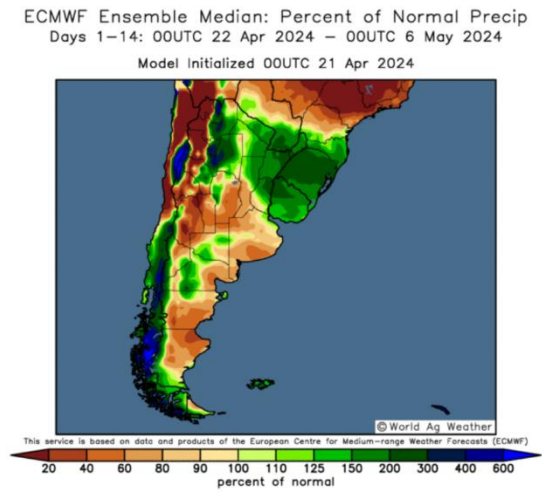 ECMWF Ensemble Median: Percent of Normal Precip
Days 1-14: 00UTC 22 Apr 2024 - 00UTC 6 May 2024
Model Initialized 00UTC 21 Apr 2024
© World Ag Weather
This service is based on data and products of the European Centre for Medium-range Weather Forecasts (ECMWF)
20 40 60 80 90 100 110 125 150 200 300 400 600
percent of normal